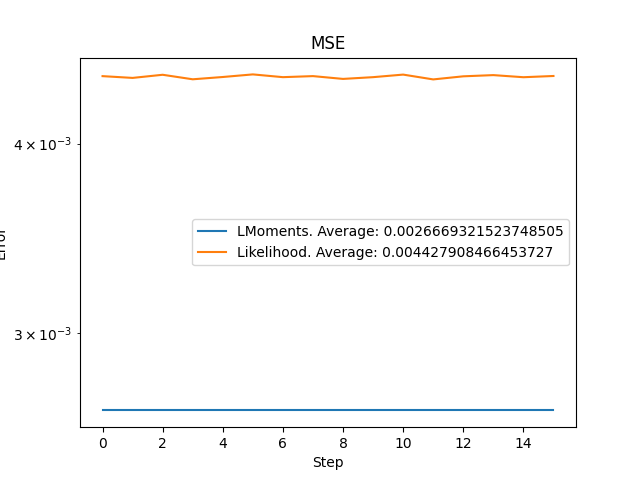 MSE
4 × 10⁻³
Error
LMoments. Average: 0.0026669321523748505
Likelihood. Average: 0.004427908466453727
3 × 10⁻³
0 2 4 6 8 10 12 14
Step